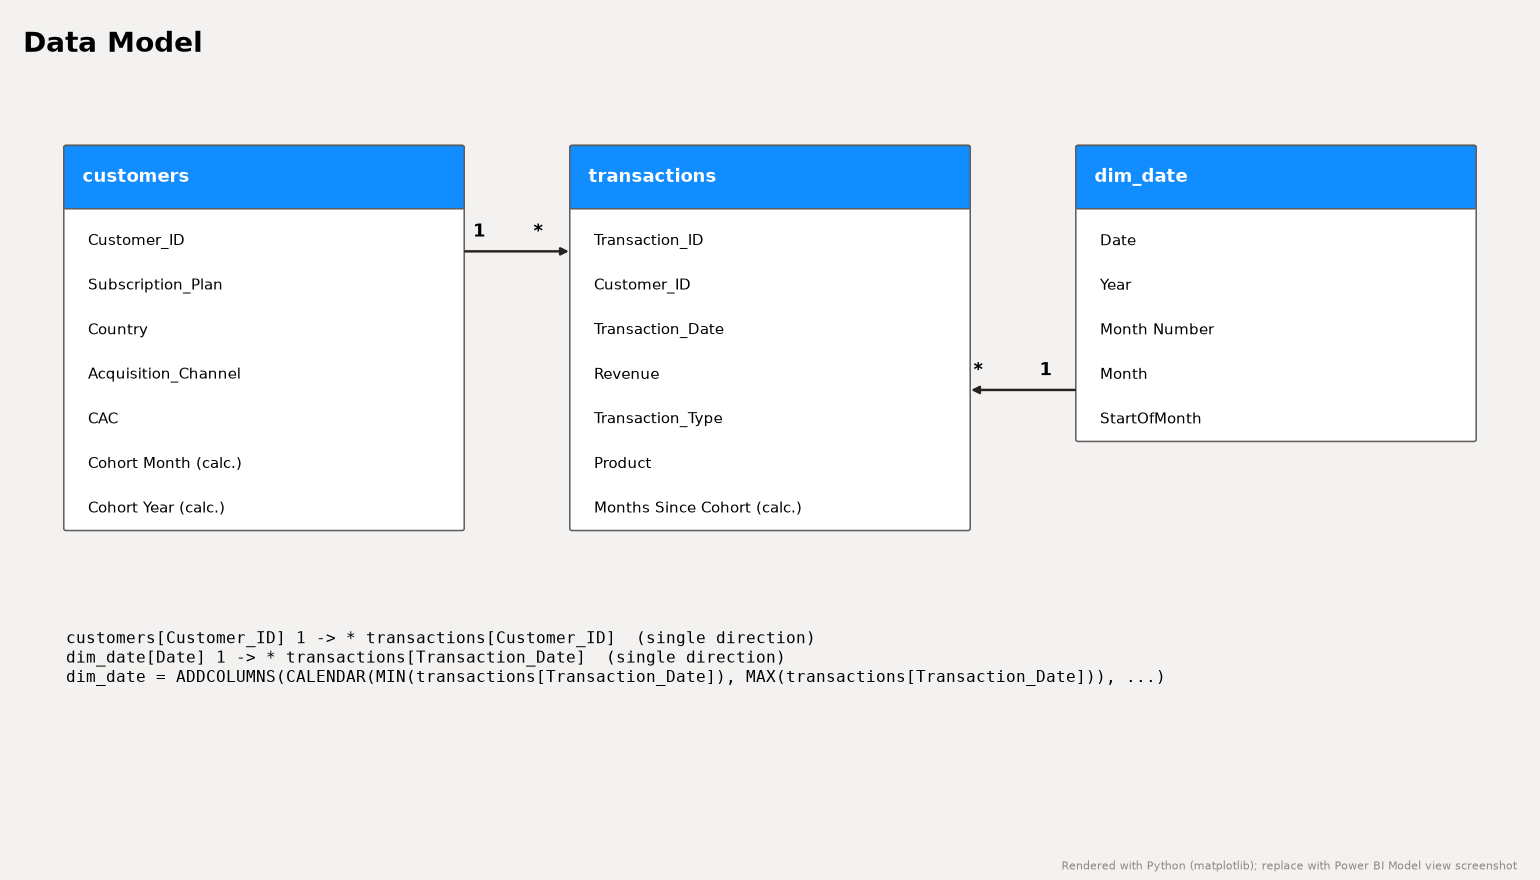 Data Model
customers
Customer_ID
Subscription_Plan
Country
Acquisition_Channel
CAC
Cohort Month (calc.)
Cohort Year (calc.)
1 *
transactions
Transaction_ID
Customer_ID
Transaction_Date
Revenue
Transaction_Type
Product
Months Since Cohort (calc.)
* 1
dim_date
Date
Year
Month Number
Month
StartOfMonth
customers[Customer_ID] 1 -> * transactions[Customer_ID]  (single direction)
dim_date[Date] 1 -> * transactions[Transaction_Date]  (single direction)
dim_date = ADDCOLUMNS(CALENDAR(MIN(transactions[Transaction_Date]), MAX(transactions[Transaction_Date])), ...)
Rendered with Python (matplotlib); replace with Power BI Model view screenshot